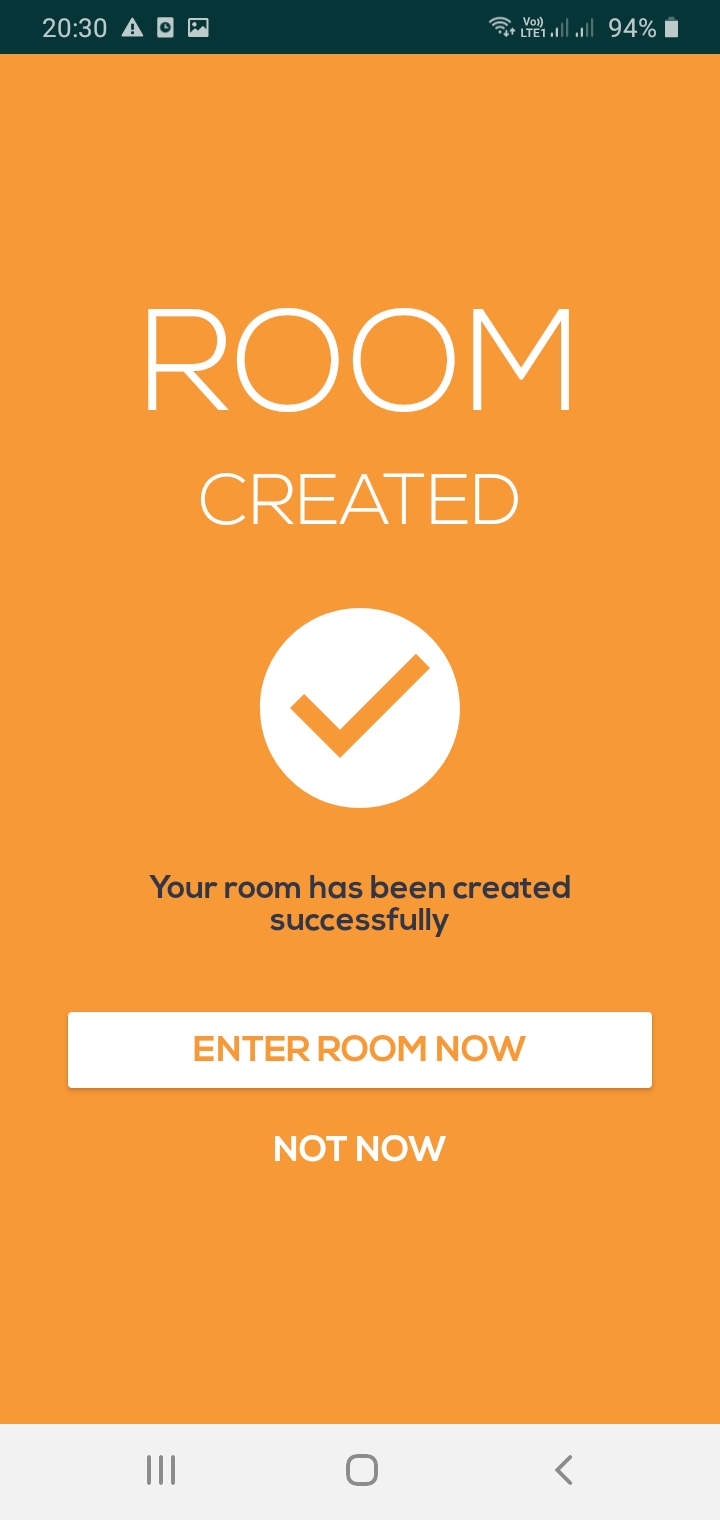 20:30
Vo)) LTE1
94%
ROOM
CREATED
Your room has been created
successfully
ENTER ROOM NOW
NOT NOW